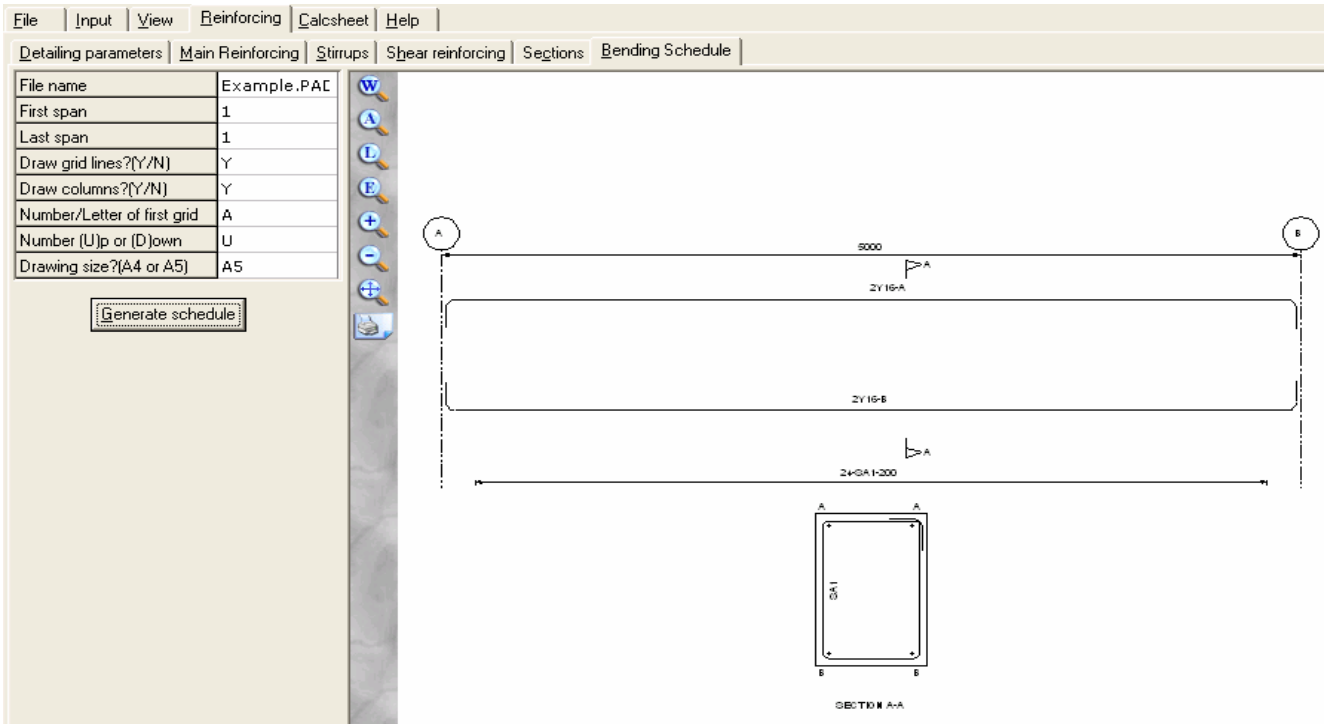 File Input View Reinforcing Calcsheet Help
Detailing parameters Main Reinforcing Stirrups Shear reinforcing Sections Bending Schedule
File name Example.PAD
First span 1
Last span 1
Draw grid lines?(Y/N) Y
Draw columns?(Y/N) Y
Number/Letter of first grid A
Number (U)p or (D)own U
Drawing size?(A4 or A5) A5
Generate schedule
W
A
L
E
A B
5000
A
2Y16-A
2Y16-B
A
24-SA1-200
A A
SA1
B B
SECTION A-A